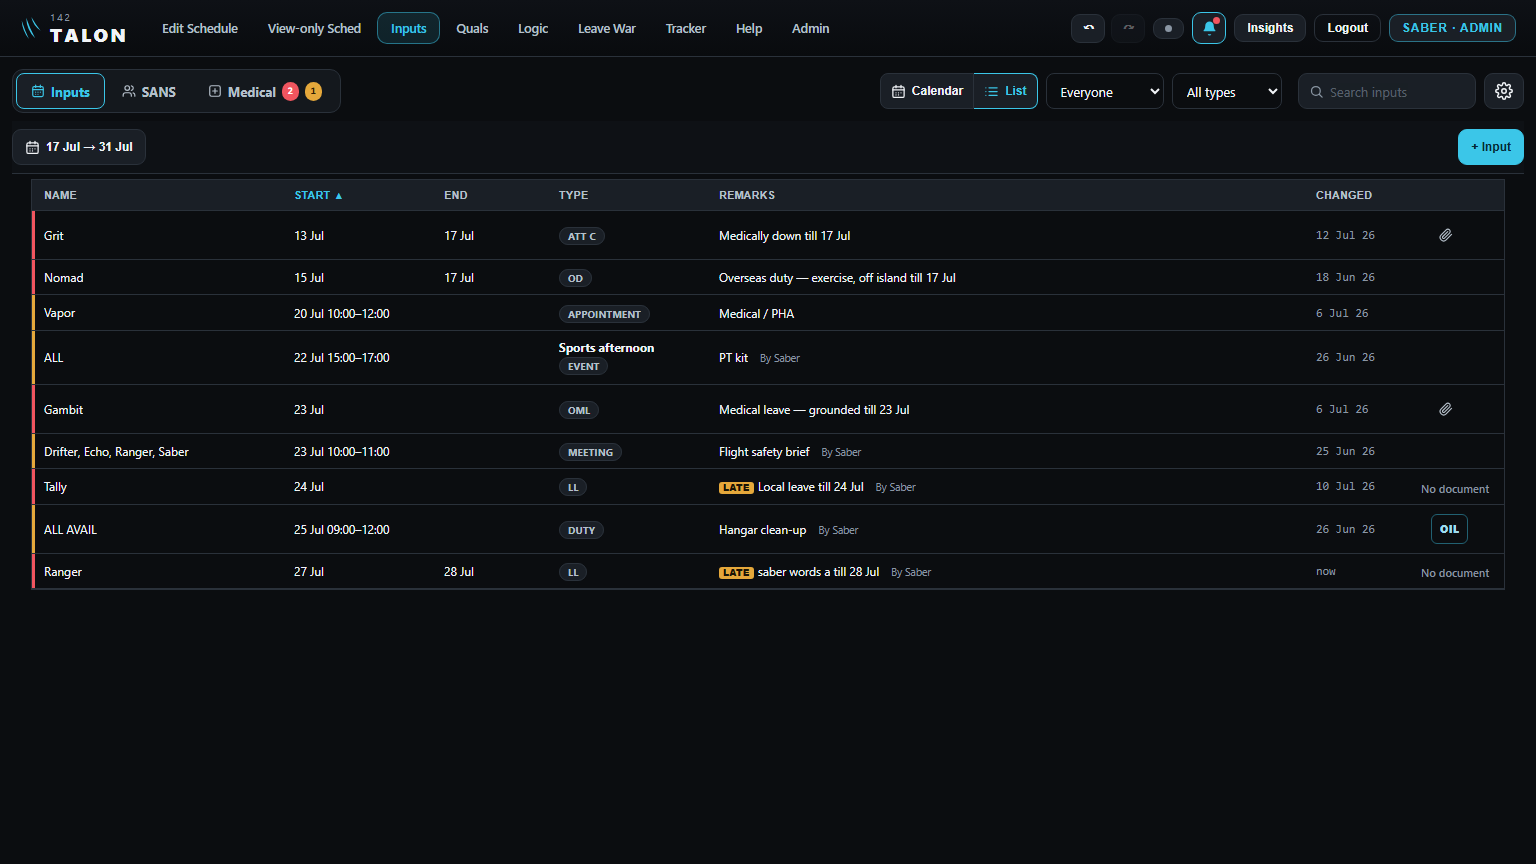 142
TALON
Edit Schedule
View-only Sched
Inputs
Quals
Logic
Leave War
Tracker
Help
Admin
Insights
Logout
SABER · ADMIN
Inputs
SANS
Medical 2 1
Calendar
List
Everyone
All types
Search inputs
17 Jul → 31 Jul
+ Input
NAME START ▲ END TYPE REMARKS CHANGED
Grit 13 Jul 17 Jul ATT C Medically down till 17 Jul 12 Jul 26
Nomad 15 Jul 17 Jul OD Overseas duty — exercise, off island till 17 Jul 18 Jun 26
Vapor 20 Jul 10:00–12:00 APPOINTMENT Medical / PHA 6 Jul 26
ALL 22 Jul 15:00–17:00 Sports afternoon EVENT PT kit By Saber 26 Jun 26
Gambit 23 Jul OML Medical leave — grounded till 23 Jul 6 Jul 26
Drifter, Echo, Ranger, Saber 23 Jul 10:00–11:00 MEETING Flight safety brief By Saber 25 Jun 26
Tally 24 Jul LL LATE Local leave till 24 Jul By Saber 10 Jul 26 No document
ALL AVAIL 25 Jul 09:00–12:00 DUTY Hangar clean-up By Saber 26 Jun 26 OIL
Ranger 27 Jul 28 Jul LL LATE saber words a till 28 Jul By Saber now No document